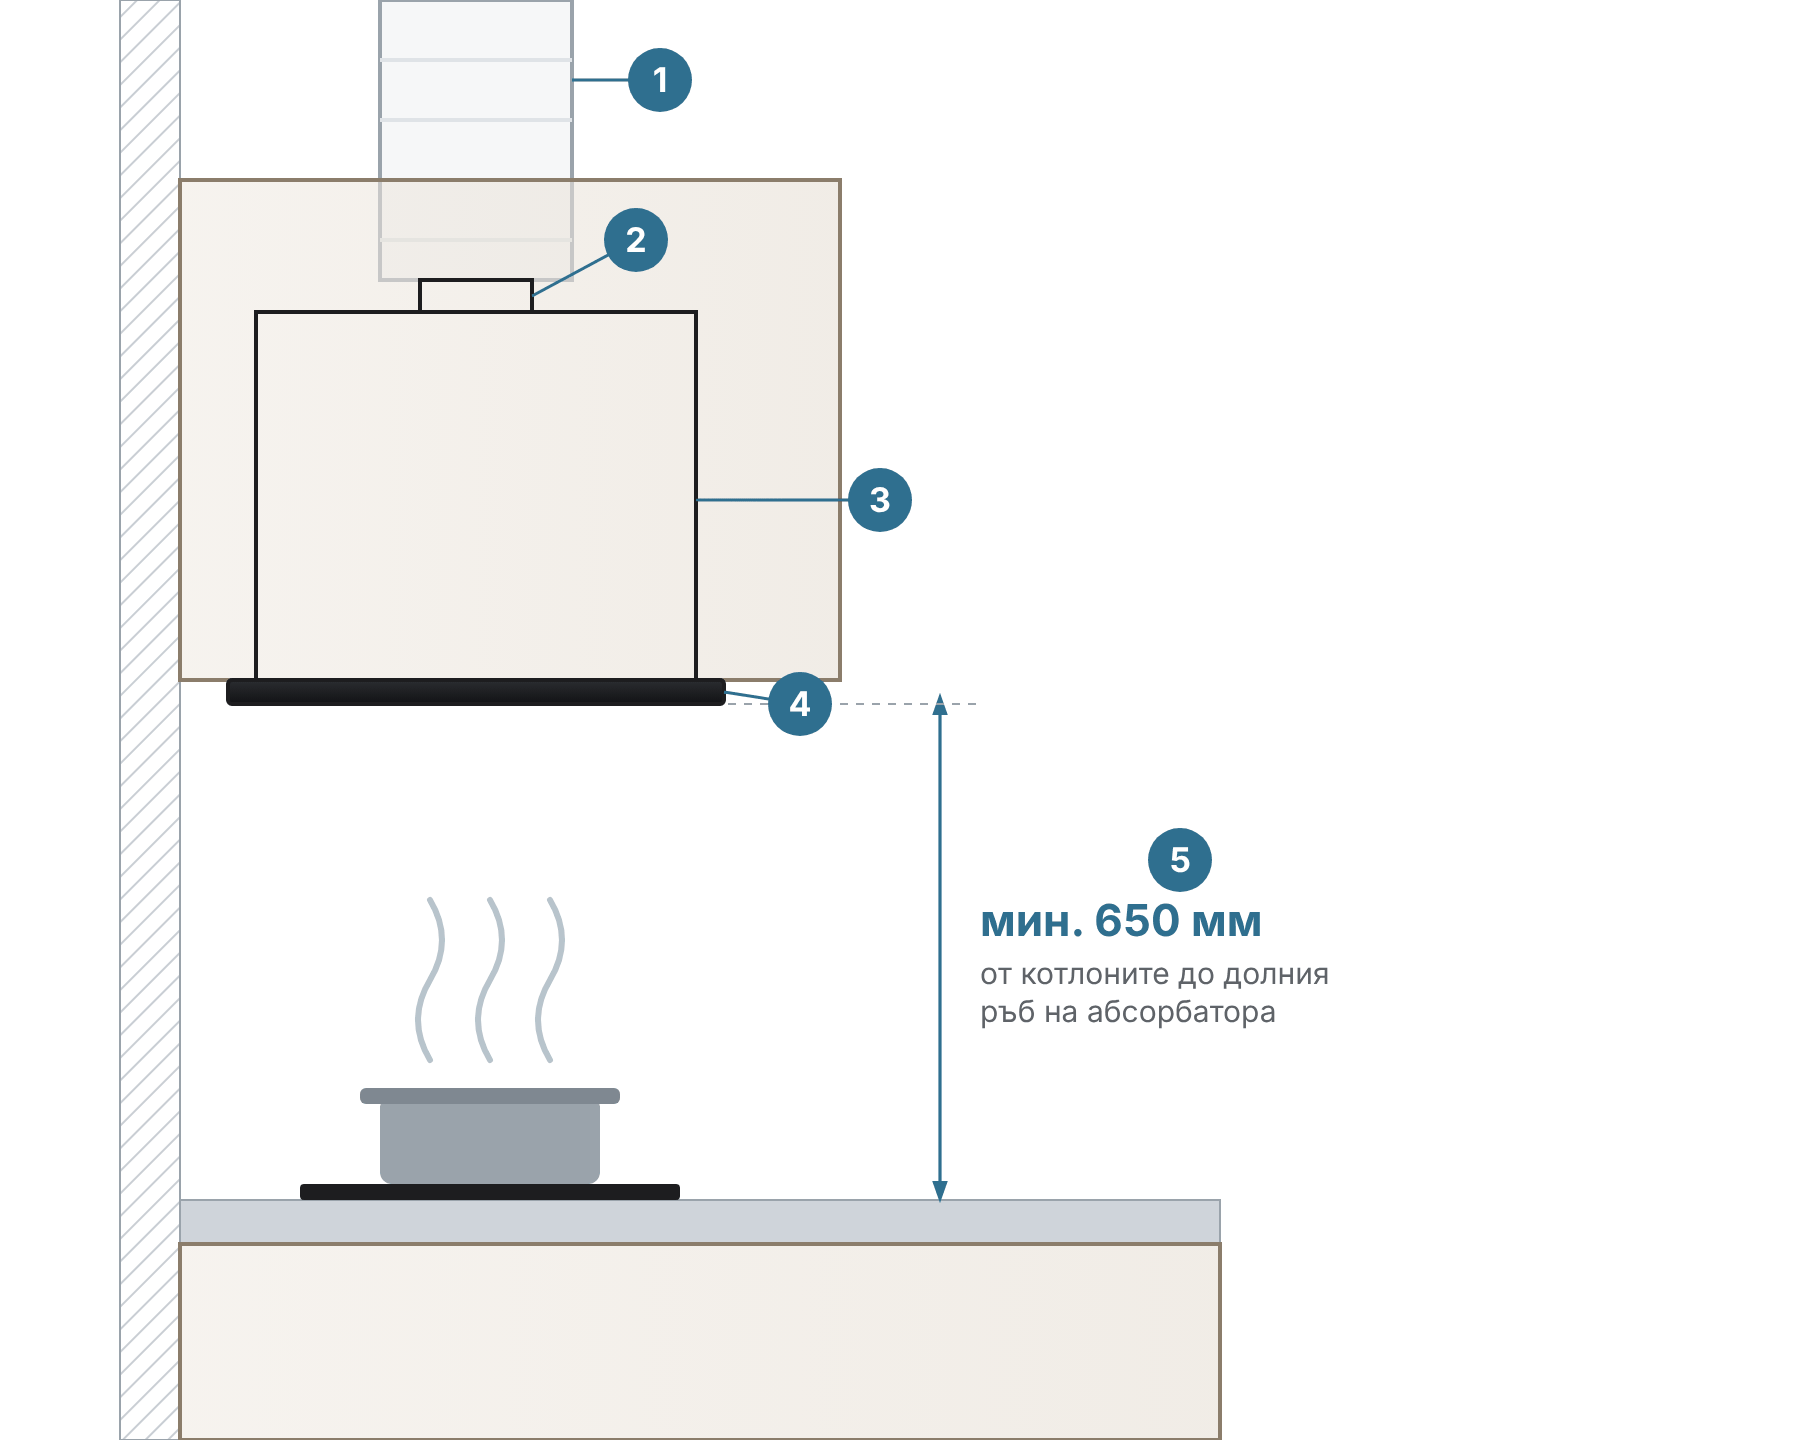 1
2
3
4
5
мин. 650 мм
от котлоните до долния
ръб на абсорбатора